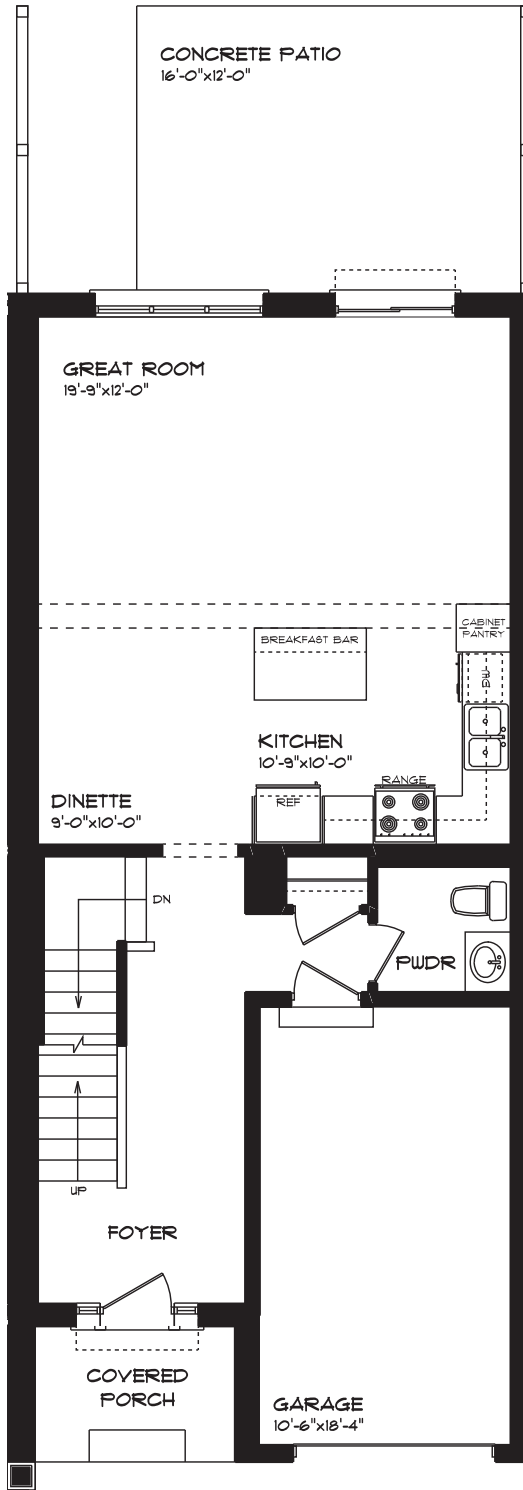 CONCRETE PATIO
16'-0"x12'-0"
GREAT ROOM
19'-9"x12'-0"
CABINET
PANTRY
BREAKFAST BAR
DW
KITCHEN
10'-9"x10'-0"
RANGE
REF
DINETTE
9'-0"x10'-0"
DN
PWDR
UP
FOYER
COVERED
PORCH
GARAGE
10'-6"x18'-4"